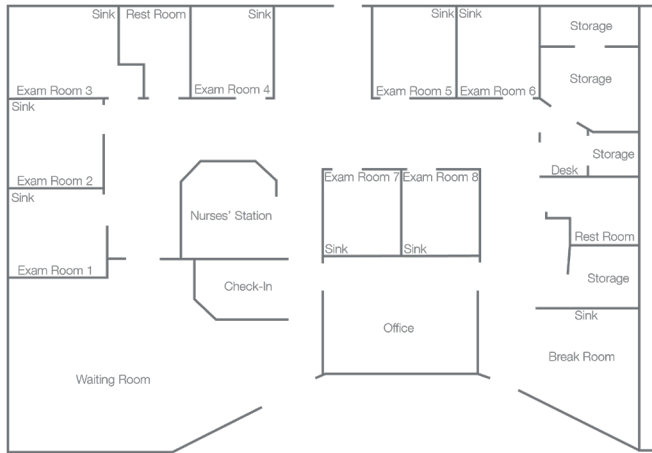 Sink
Rest Room
Sink
Sink
Sink
Storage
Storage
Exam Room 3
Exam Room 4
Exam Room 5
Exam Room 6
Sink
Storage
Desk
Exam Room 2
Exam Room 7
Exam Room 8
Sink
Nurses' Station
Sink
Sink
Rest Room
Exam Room 1
Check-In
Storage
Sink
Office
Break Room
Waiting Room